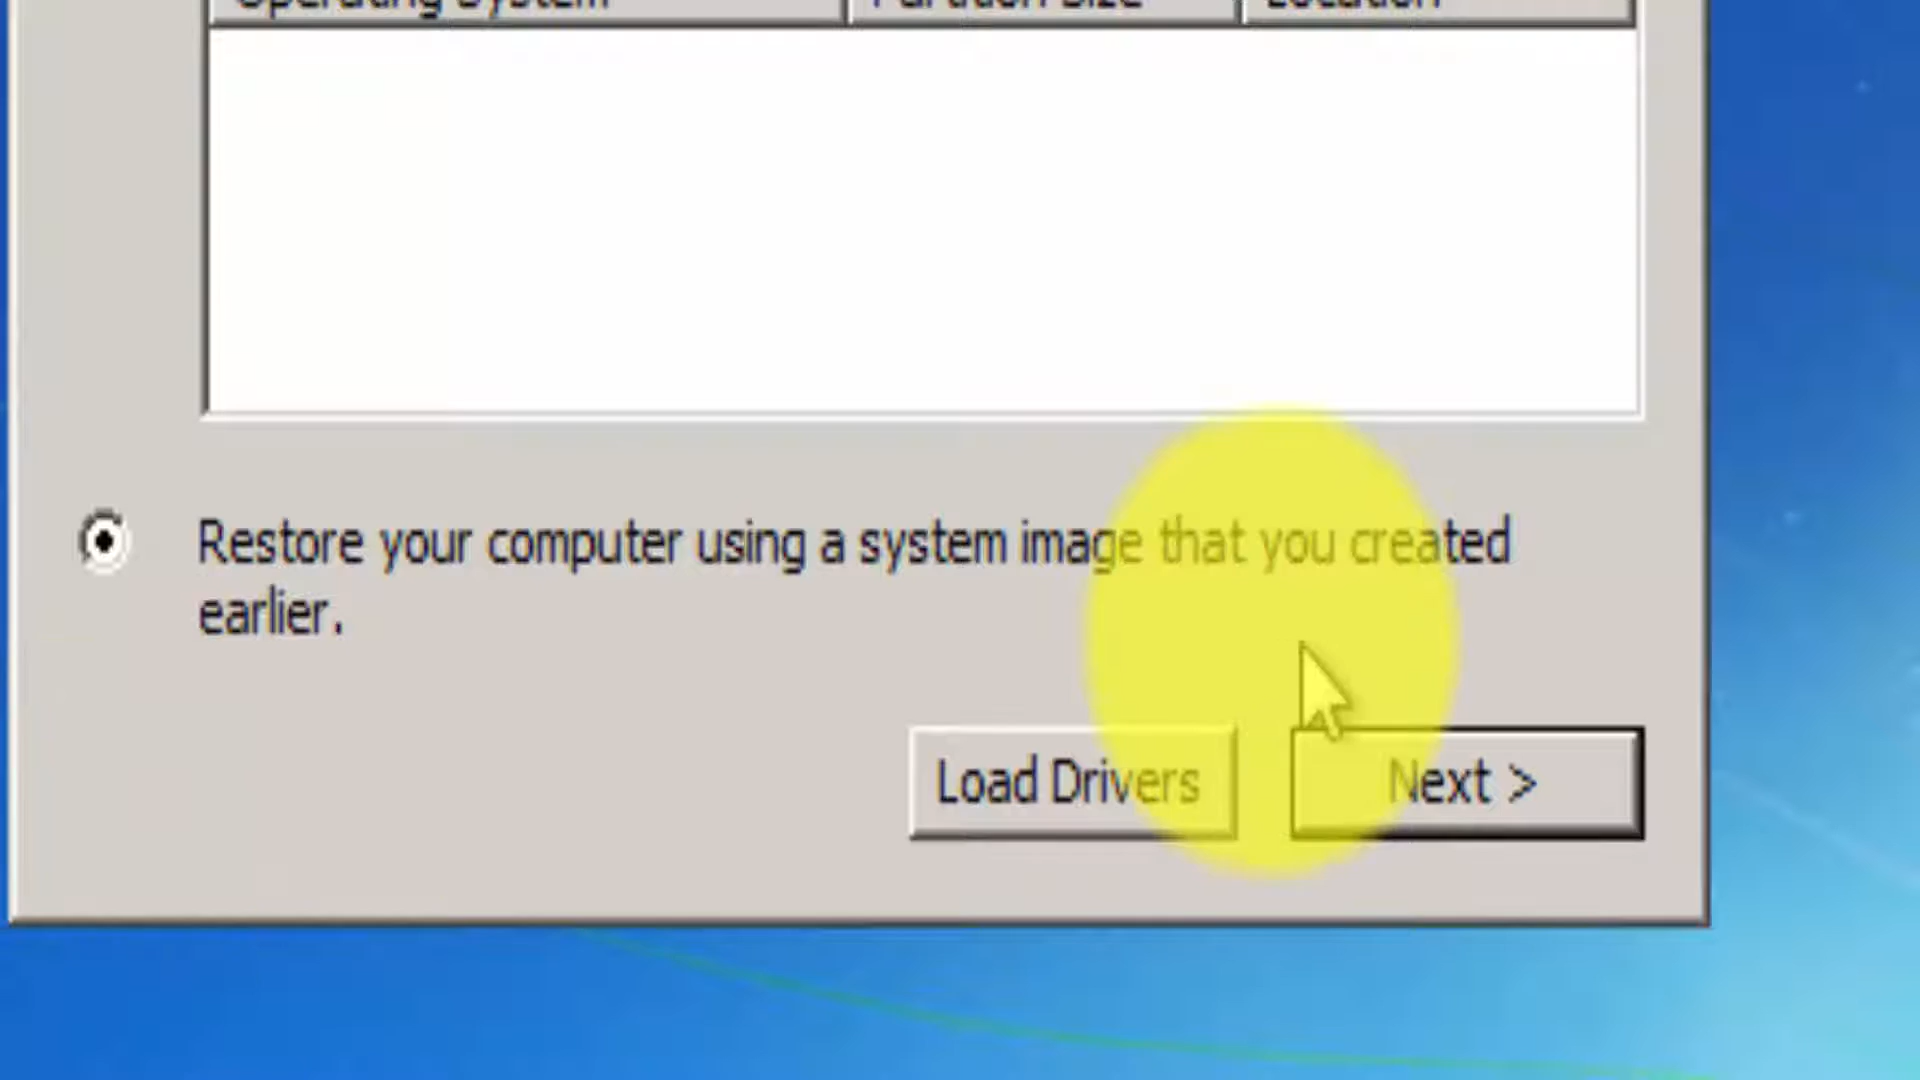 Operating System Partition Size Location
Restore your computer using a system image that you created
earlier.
Load Drivers Next >